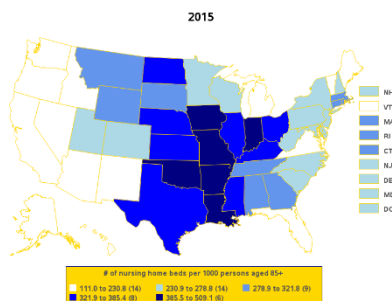 2015
NH
VT
MA
RI
CT
NJ
DE
MD
DC
# of nursing home beds per 1000 persons aged 85+
111.0 to 230.8 (14) 230.9 to 278.8 (14) 278.9 to 321.8 (9)
321.9 to 385.4 (8) 385.5 to 509.1 (6)